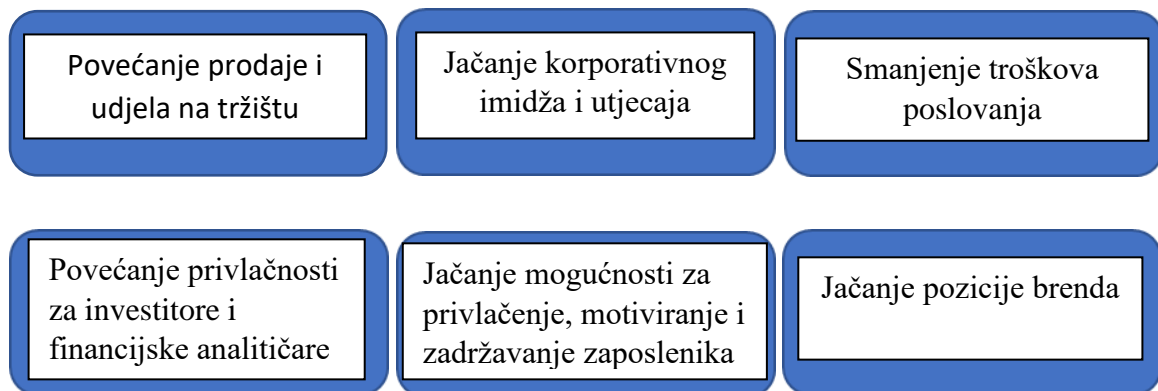 Povećanje prodaje i
udjela na tržištu
Jačanje korporativnog
imidža i utjecaja
Smanjenje troškova
poslovanja
Povećanje privlačnosti
za investitore i
financijske analitičare
Jačanje mogućnosti za
privlačenje, motiviranje i
zadržavanje zaposlenika
Jačanje pozicije brenda